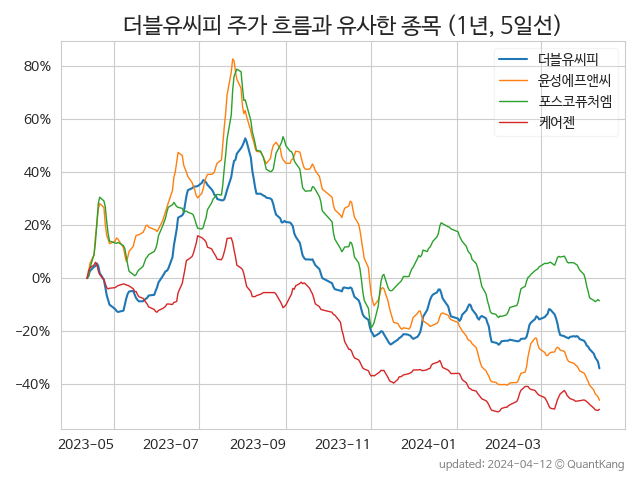 더블유씨피 주가 흐름과 유사한 종목 (1년, 5일선)
더블유씨피
윤성에프앤씨
포스코퓨처엠
케어젠
80%
60%
40%
20%
0%
−20%
−40%
2023-05
2023-07
2023-09
2023-11
2024-01
2024-03
updated: 2024-04-12 © QuantKang